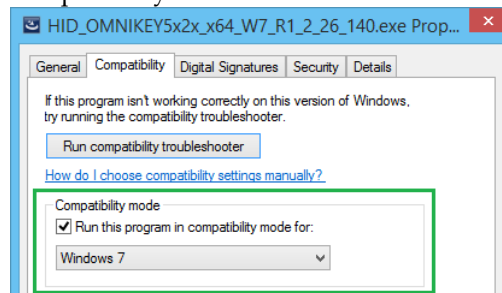 HID_OMNIKEY5x2x_x64_W7_R1_2_26_140.exe Prop...
General Compatibility Digital Signatures Security Details
If this program isn't working correctly on this version of Windows,
try running the compatibility troubleshooter.
Run compatibility troubleshooter
How do I choose compatibility settings manually?
Compatibility mode
Run this program in compatibility mode for:
Windows 7